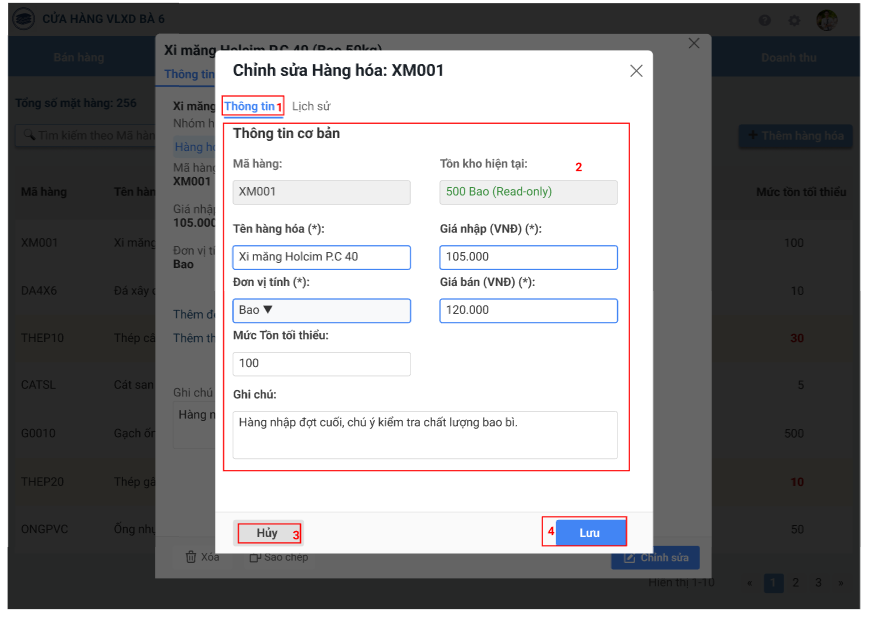 CỬA HÀNG VLXD BÀ 6
Bán hàng
Doanh thu
Xi măng Holcim P.C 40 (Bao 50kg)
Thông tin
Tổng số mặt hàng: 256
Tìm kiếm theo Mã hàn
+ Thêm hàng hóa
Mã hàng
Tên hàn
Mức tồn tối thiểu
XM001
Xi măng
100
DA4X6
Đá xây
10
THEP10
Thép
30
CATSL
Cát san
5
G0010
Gạch ốn
500
THEP20
Thép
10
ONGPVC
Ống nhự
50
Xi măng
Nhóm h
Hàng h
Mã hàng
XM001
Giá nhập
105.000
Đơn vị tí
Bao
Thêm
Thêm th
Ghi chú
Hàng n
Xóa
Sao chép
Chỉnh sửa
Hiển thị 1-10
« 1 2 3 »
Chỉnh sửa Hàng hóa: XM001
Thông tin 1
Lịch sử
Thông tin cơ bản
Mã hàng:
Tồn kho hiện tại:
2
XM001
500 Bao (Read-only)
Tên hàng hóa (*):
Giá nhập (VNĐ) (*):
Xi măng Holcim P.C 40
105.000
Đơn vị tính (*):
Giá bán (VNĐ) (*):
Bao ▼
120.000
Mức Tồn tối thiểu:
100
Ghi chú:
Hàng nhập đợt cuối, chú ý kiểm tra chất lượng bao bì.
Hủy 3
4 Lưu